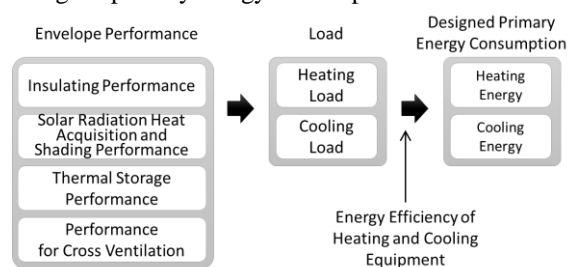 Envelope Performance
Insulating Performance
Solar Radiation Heat
Acquisition and
Shading Performance
Thermal Storage
Performance
Performance
for Cross Ventilation
Load
Heating
Load
Cooling
Load
Designed Primary
Energy Consumption
Heating
Energy
Cooling
Energy
Energy Efficiency of
Heating and Cooling
Equipment